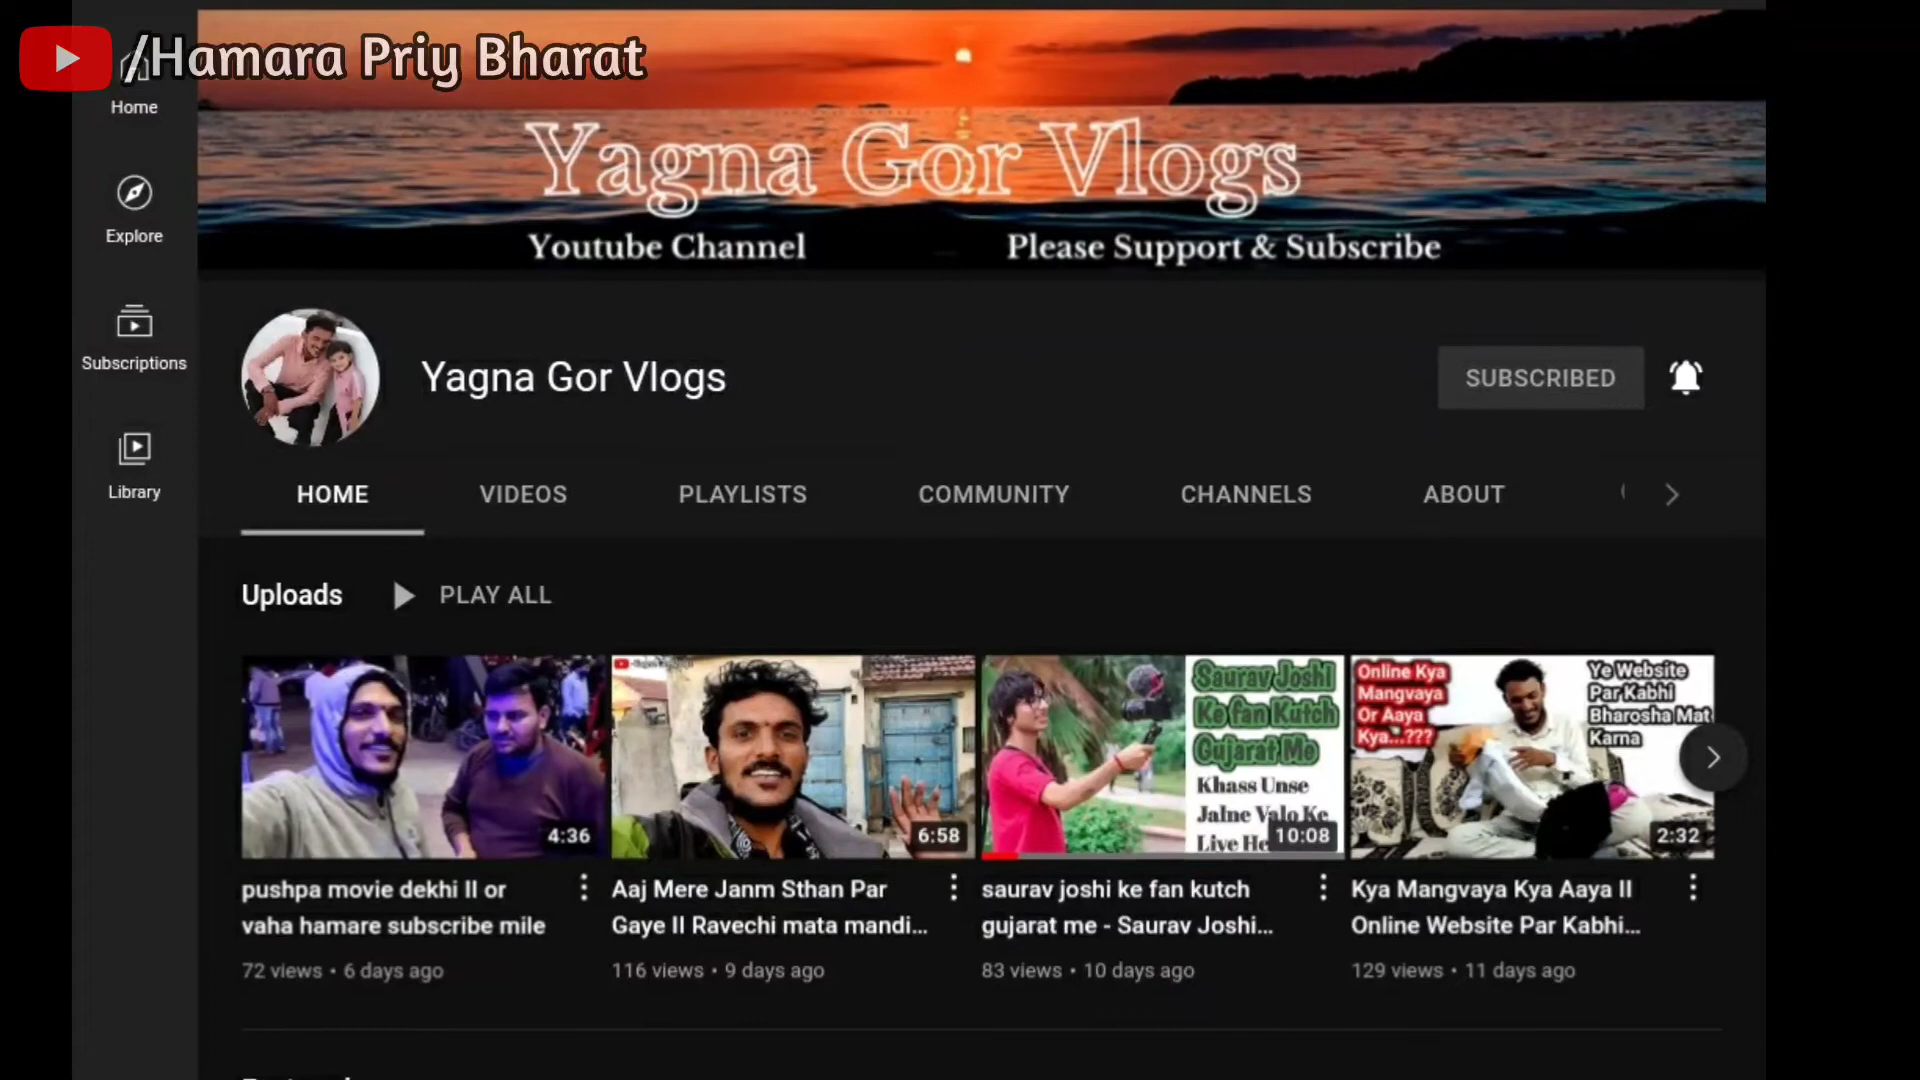 /Hamara Priy Bharat
Home
Explore
Subscriptions
Library
Yagna Gor Vlogs
Youtube Channel
Please Support & Subscribe
Yagna Gor Vlogs
SUBSCRIBED
HOME
VIDEOS
PLAYLISTS
COMMUNITY
CHANNELS
ABOUT
Uploads
PLAY ALL
4:36
pushpa movie dekhi II or
vaha hamare subscribe mile
72 views • 6 days ago
6:58
Aaj Mere Janm Sthan Par
Gaye II Ravechi mata mandi...
116 views • 9 days ago
Saurav Joshi
Ke fan Kutch
Gujarat Me
Khass Unse
Jalne Valo Ke
Live He
10:08
saurav joshi ke fan kutch
gujarat me - Saurav Joshi...
83 views • 10 days ago
Online Kya
Mangvaya
Or Aaya
Kya...???
Ye Website
Par Kabhi
Bharosha Mat
Karna
2:32
Kya Mangvaya Kya Aaya II
Online Website Par Kabhi...
129 views • 11 days ago